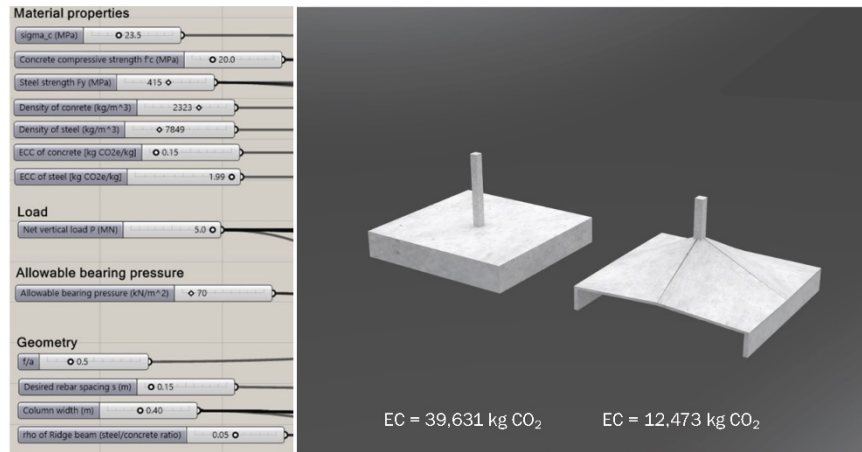 Material properties
sigma_c (MPa) 23.5
Concrete compressive strength f'c (MPa) 20.0
Steel strength Fy (MPa) 415
Density of conrete (kg/m^3) 2323
Density of steel (kg/m^3) 7849
ECC of concrete [kg CO2e/kg] 0.15
ECC of steel [kg CO2e/kg] 1.99
Load
Net vertical load P (MN) 5.0
Allowable bearing pressure
Allowable bearing pressure (kN/m^2) 70
Geometry
f/a 0.5
Desired rebar spacing s (m) 0.15
Column width (m) 0.40
rho of Ridge beam (steel/concrete ratio) 0.05
EC = 39,631 kg CO₂
EC = 12,473 kg CO₂